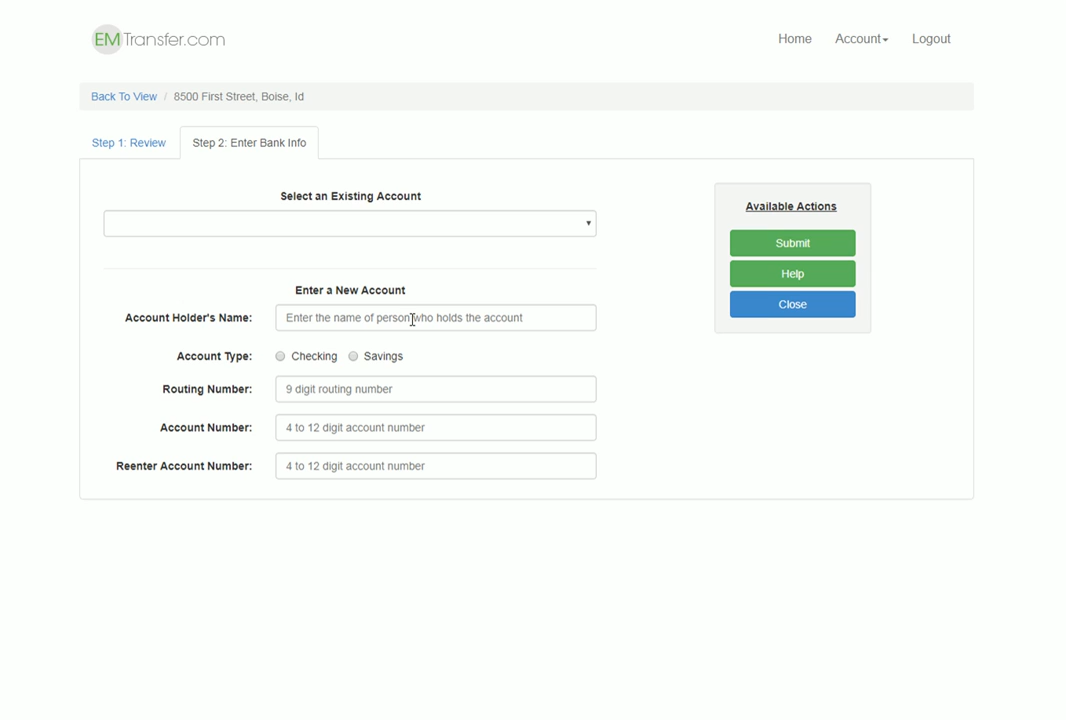 EMTransfer.com
Home Account Logout
Back To View / 8500 First Street, Boise, Id
Step 1: Review Step 2: Enter Bank Info
Select an Existing Account
Available Actions
Submit
Help
Close
Enter a New Account
Account Holder's Name: Enter the name of person who holds the account
Account Type: Checking Savings
Routing Number: 9 digit routing number
Account Number: 4 to 12 digit account number
Reenter Account Number: 4 to 12 digit account number